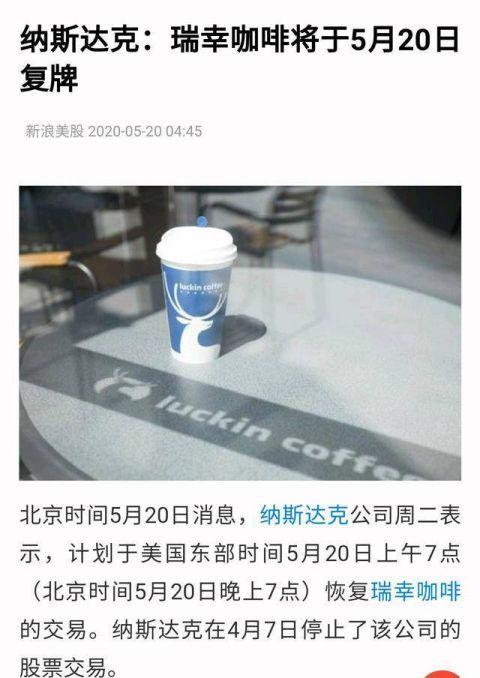 纳斯达克：瑞幸咖啡将于5月20日
复牌
新浪美股 2020-05-20 04:45
luckin coffee
luckin coffee
北京时间5月20日消息，纳斯达克公司周二表
示，计划于美国东部时间5月20日上午7点
（北京时间5月20日晚上7点）恢复瑞幸咖啡
的交易。纳斯达克在4月7日停止了该公司的
股票交易。